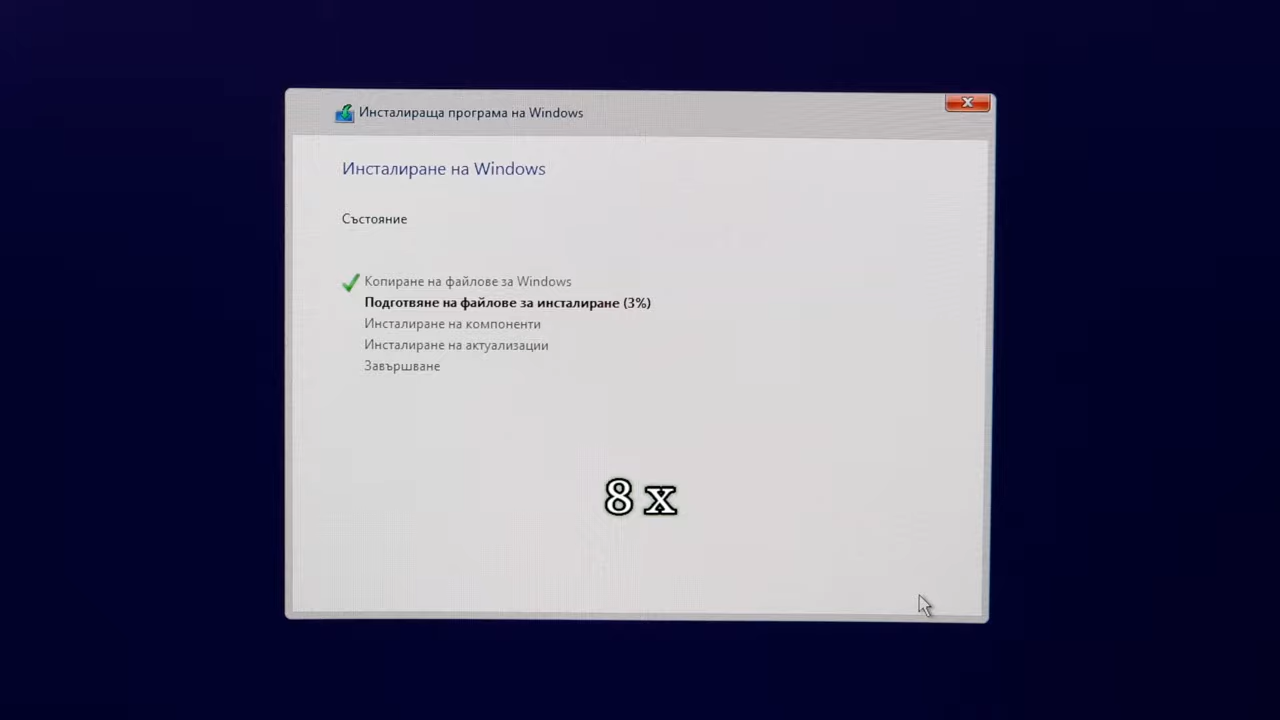 Инсталираща програма на Windows
Инсталиране на Windows
Състояние
Копиране на файлове за Windows
Подготвяне на файлове за инсталиране (3%)
Инсталиране на компоненти
Инсталиране на актуализации
Завършване
8 x